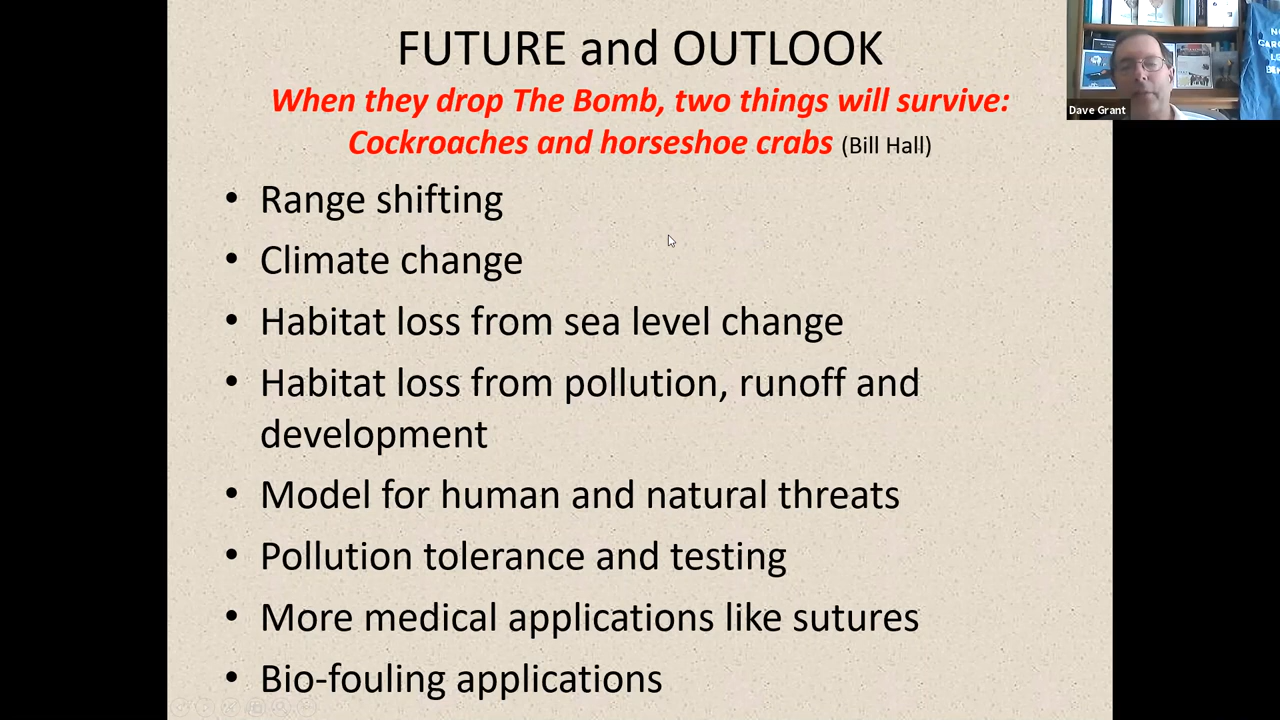 FUTURE and OUTLOOK
When they drop The Bomb, two things will survive:
Cockroaches and horseshoe crabs (Bill Hall)
• Range shifting
• Climate change
• Habitat loss from sea level change
• Habitat loss from pollution, runoff and
development
• Model for human and natural threats
• Pollution tolerance and testing
• More medical applications like sutures
• Bio-fouling applications
Dave Grant